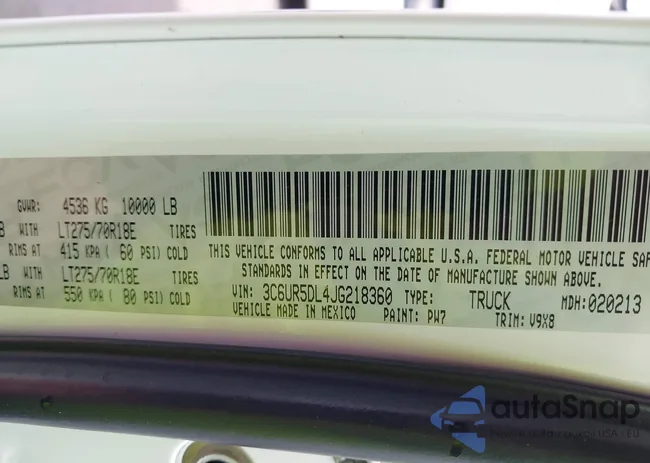 GVWR: 4536 KG 10000 LB
B WITH LT275/70R18E TIRES
RIMS AT 415 KPA ( 60 PSI) COLD
LB WITH LT275/70R18E TIRES
RIMS AT 550 KPA ( 80 PSI) COLD
THIS VEHICLE CONFORMS TO ALL APPLICABLE U.S.A. FEDERAL MOTOR VEHICLE SAF
STANDARDS IN EFFECT ON THE DATE OF MANUFACTURE SHOWN ABOVE.
VIN: 3C6UR5DL4JG218360 TYPE: TRUCK MDH:020213
VEHICLE MADE IN MEXICO PAINT: PW7 TRIM: V9X8
autoSnap
USA - EU